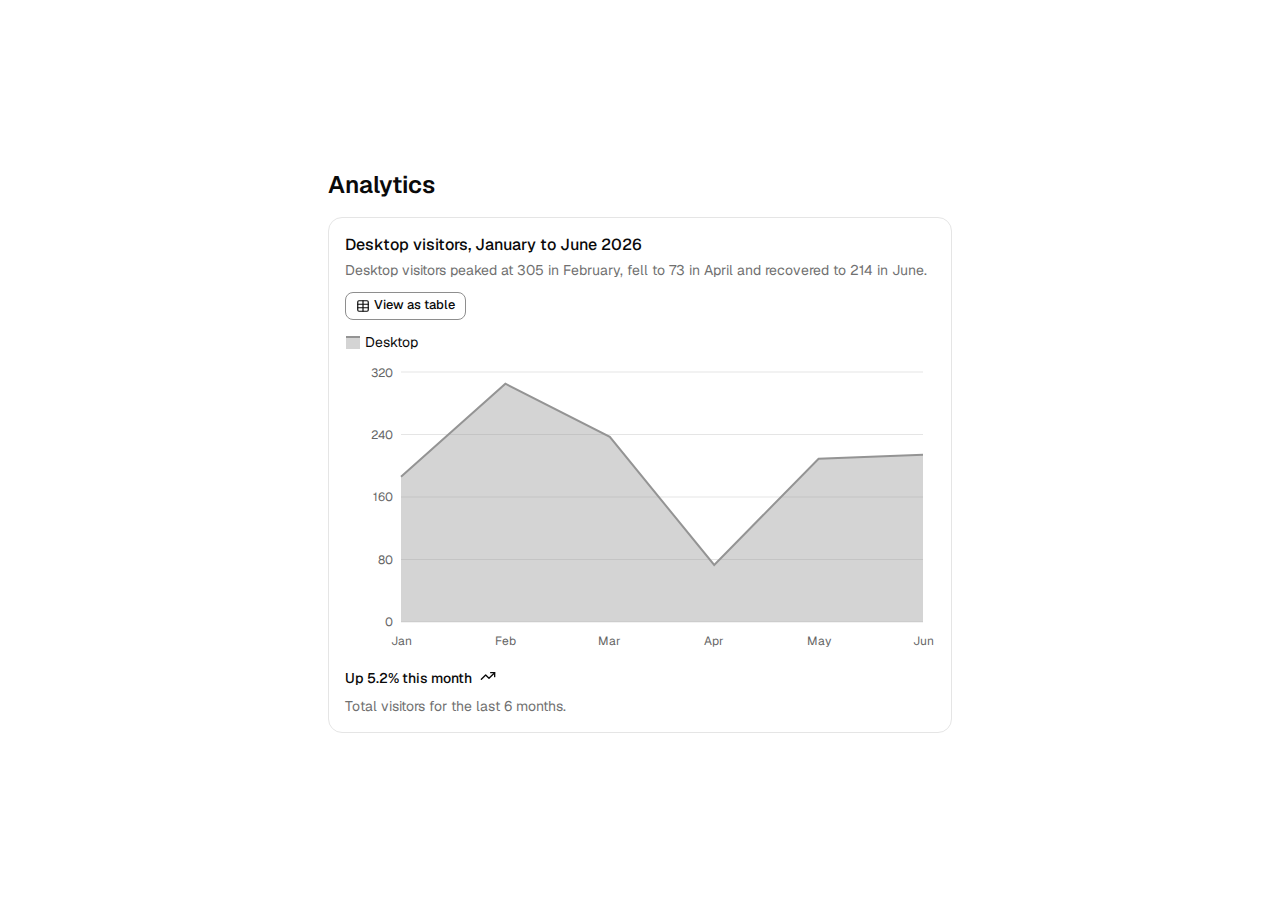 Analytics
Desktop visitors, January to June 2026
Desktop visitors peaked at 305 in February, fell to 73 in April and recovered to 214 in June.
View as table
Desktop
320
240
160
80
0
Jan Feb Mar Apr May Jun
Up 5.2% this month
Total visitors for the last 6 months.